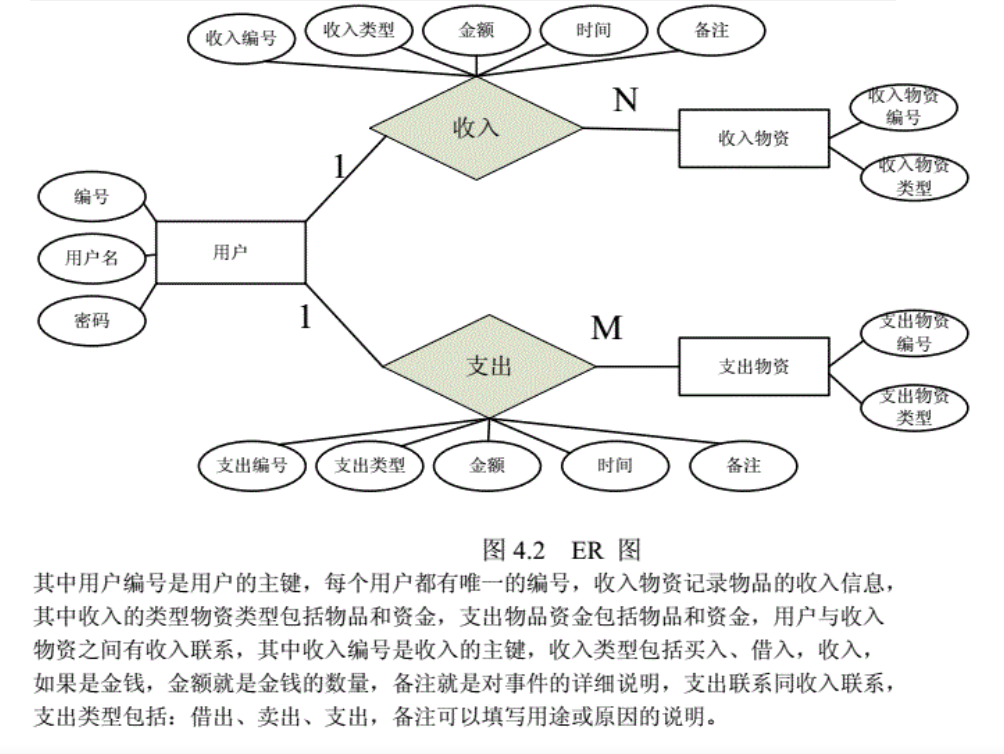 收入编号
收入类型
金额
时间
备注
收入
N
收入物资
收入物资
编号
收入物资
类型
1
编号
用户名
密码
用户
1
支出
M
支出物资
支出物资
编号
支出物资
类型
支出编号
支出类型
金额
时间
备注
图 4.2 ER 图
其中用户编号是用户的主键，每个用户都有唯一的编号，收入物资记录物品的收入信息，
其中收入的类型物资类型包括物品和资金，支出物品资金包括物品和资金，用户与收入
物资之间有收入联系，其中收入编号是收入的主键，收入类型包括买入、借入，收入，
如果是金钱，金额就是金钱的数量，备注就是对事件的详细说明，支出联系同收入联系，
支出类型包括：借出、卖出、支出，备注可以填写用途或原因的说明。